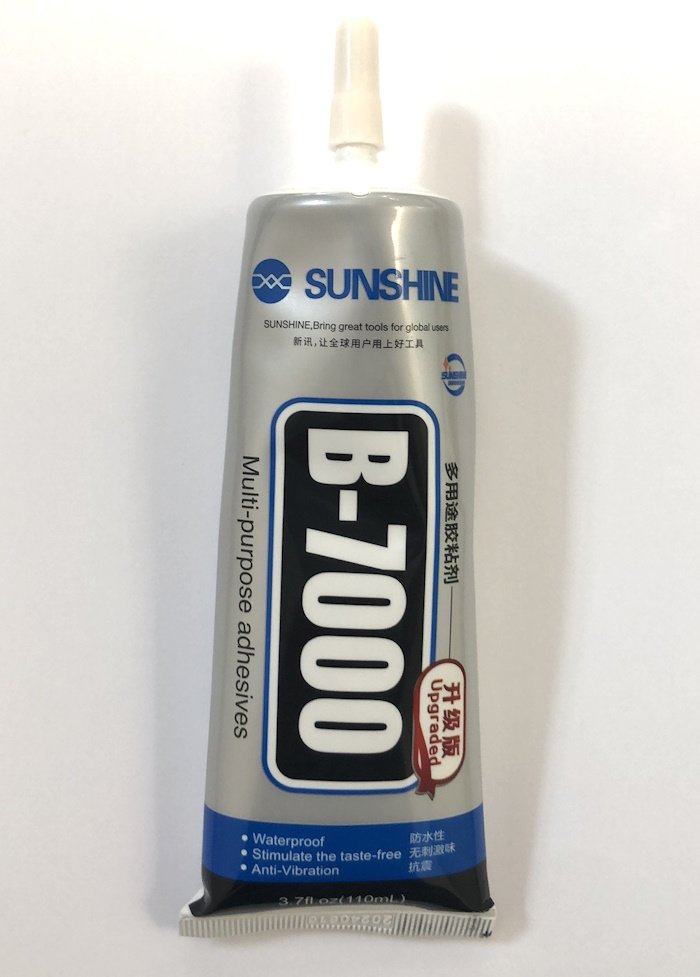 SUNSHINE
SUNSHINE,Bring great tools for global users
新讯,让全球用户用上好工具
SUNSHINE
B-7000
Multi-purpose adhesives
多用途胶粘剂
升级版
Upgraded
Waterproof 防水性
Stimulate the taste-free 无刺激味
Anti-Vibration 抗震
3.7fl.oz(110mL)